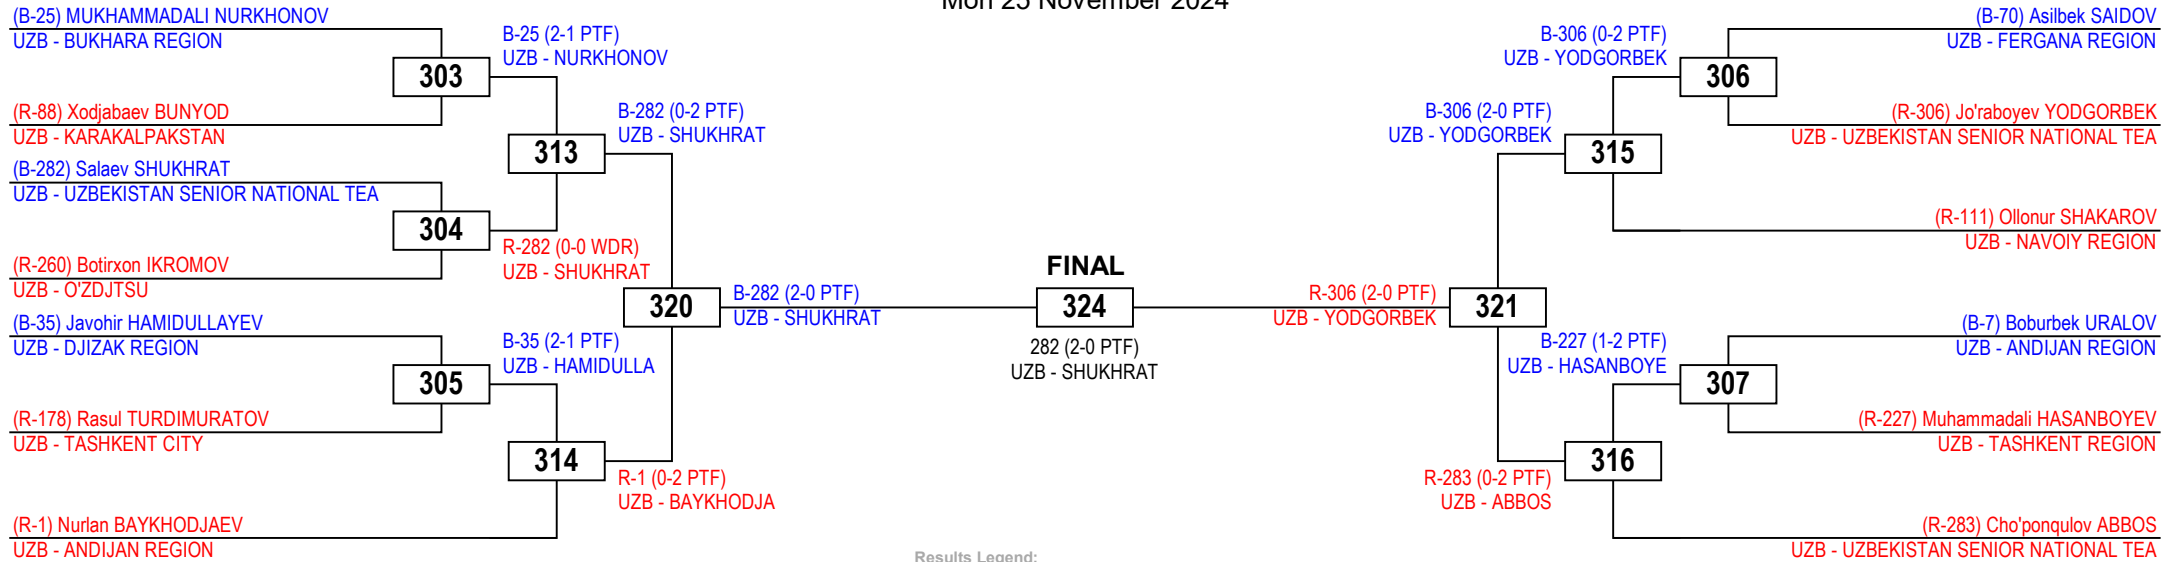 Mon 25 November 2024
(B-25) MUKHAMMADALI NURKHONOV
UZB - BUKHARA REGION
303
(R-88) Xodjabaev BUNYOD
UZB - KARAKALPAKSTAN
B-25 (2-1 PTF)
UZB - NURKHONOV
313
(B-282) Salaev SHUKHRAT
UZB - UZBEKISTAN SENIOR NATIONAL TEA
304
(R-260) Botirxon IKROMOV
UZB - O'ZDJTSU
R-282 (0-0 WDR)
UZB - SHUKHRAT
B-282 (0-2 PTF)
UZB - SHUKHRAT
320
(B-35) Javohir HAMIDULLAYEV
UZB - DJIZAK REGION
305
(R-178) Rasul TURDIMURATOV
UZB - TASHKENT CITY
B-35 (2-1 PTF)
UZB - HAMIDULLA
314
(R-1) Nurlan BAYKHODJAEV
UZB - ANDIJAN REGION
R-1 (0-2 PTF)
UZB - BAYKHODJA
B-282 (2-0 PTF)
UZB - SHUKHRAT
FINAL
324
282 (2-0 PTF)
UZB - SHUKHRAT
R-306 (2-0 PTF)
UZB - YODGORBEK
321
B-306 (2-0 PTF)
UZB - YODGORBEK
315
B-306 (0-2 PTF)
UZB - YODGORBEK
306
(B-70) Asilbek SAIDOV
UZB - FERGANA REGION
(R-306) Jo'raboyev YODGORBEK
UZB - UZBEKISTAN SENIOR NATIONAL TEA
(R-111) Ollonur SHAKAROV
UZB - NAVOIY REGION
B-227 (1-2 PTF)
UZB - HASANBOYE
307
(B-7) Boburbek URALOV
UZB - ANDIJAN REGION
(R-227) Muhammadali HASANBOYEV
UZB - TASHKENT REGION
316
R-283 (0-2 PTF)
UZB - ABBOS
(R-283) Cho'ponqulov ABBOS
UZB - UZBEKISTAN SENIOR NATIONAL TEA
Results Legend: